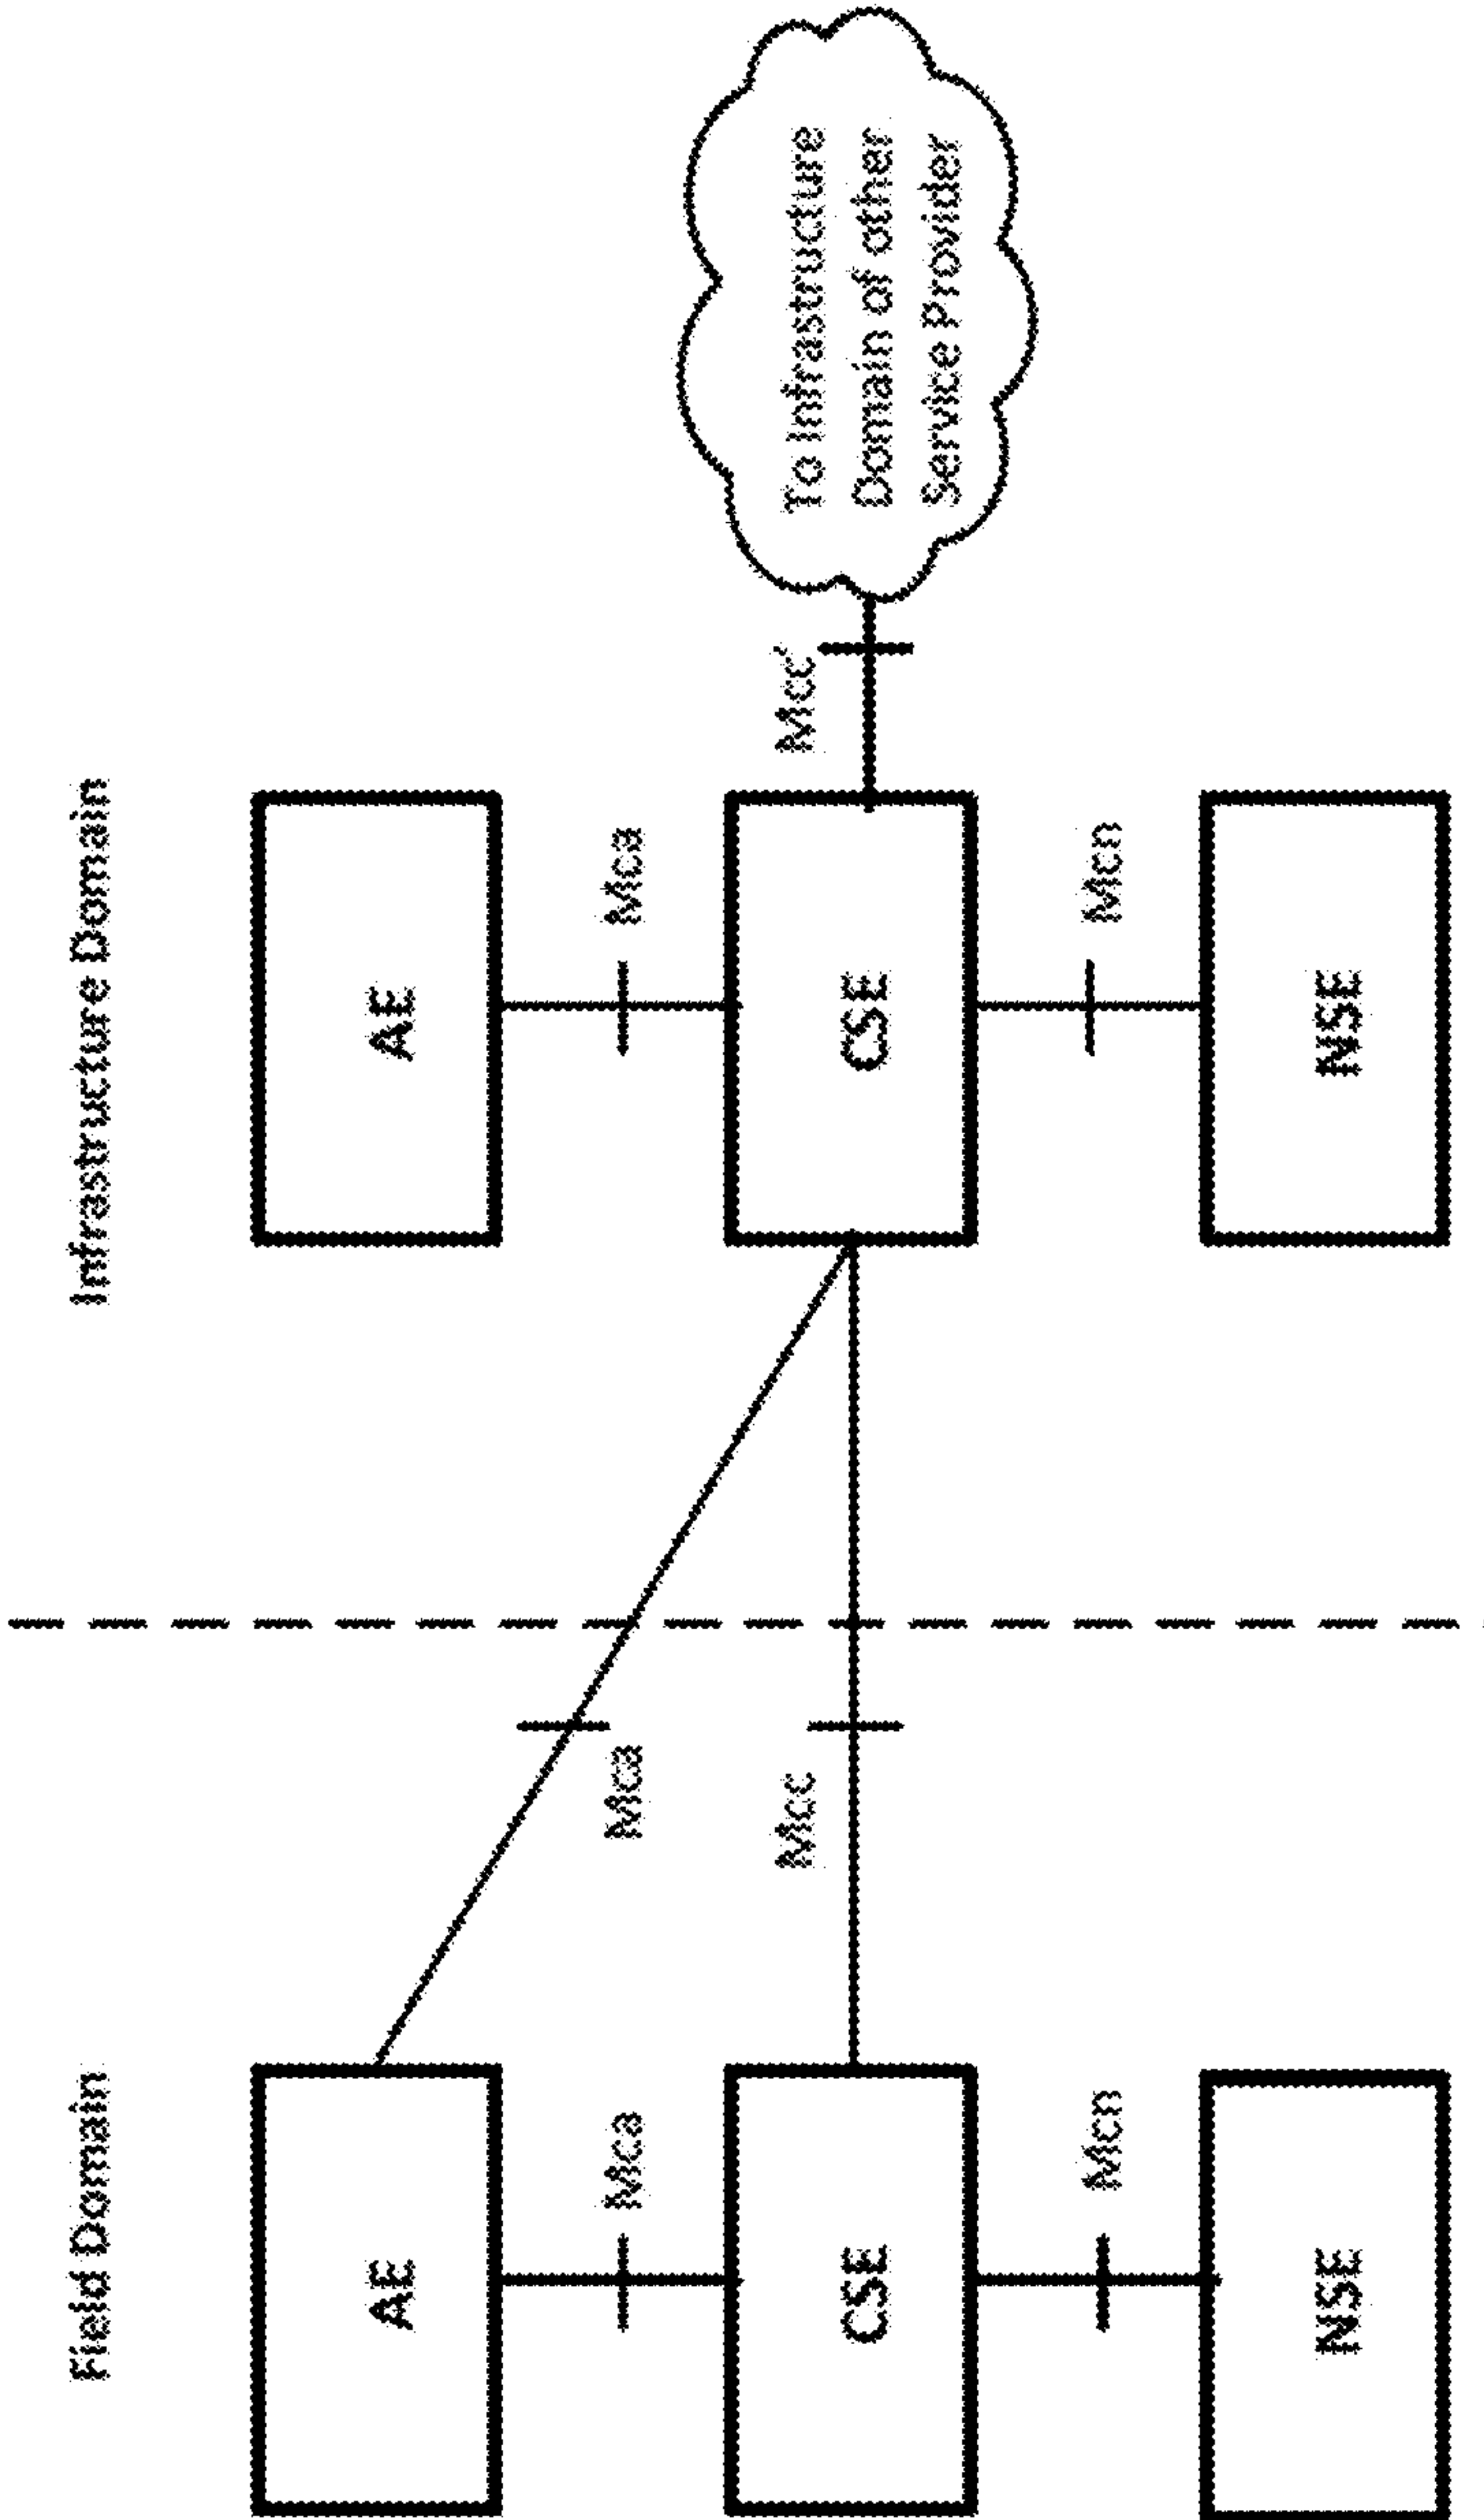 Field Domain
Infrastructure Domain
AE
AE
Mca
Mca
Mca
Mcc
Mcc'
CSE
CSE
To Infrastructure
Domain of other
Service Provider
Mcn
Mcn
NSE
NSE